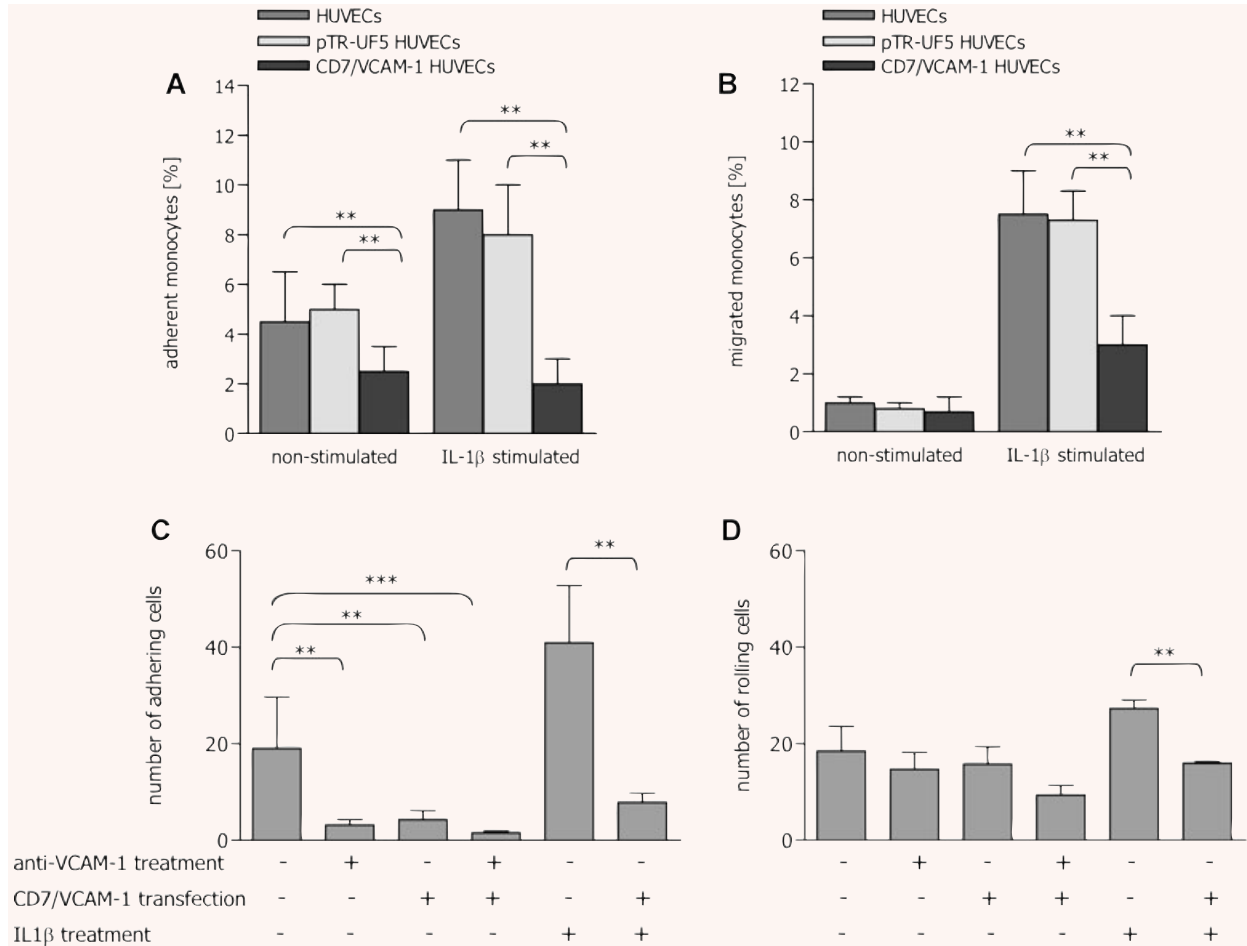 HUVECs
pTR-UF5 HUVECs
CD7/VCAM-1 HUVECs
A
adherent monocytes [%]
14
12
10
8
6
4
2
0
**
**
**
**
non-stimulated
IL-1β stimulated
HUVECs
pTR-UF5 HUVECs
CD7/VCAM-1 HUVECs
B
migrated monocytes [%]
12
10
8
6
4
2
0
**
**
non-stimulated
IL-1β stimulated
C
number of adhering cells
60
40
20
0
***
**
**
**
D
number of rolling cells
60
40
20
0
**
anti-VCAM-1 treatment - + - + - - - + - + - -
CD7/VCAM-1 transfection - - + + - + - - + + - +
IL1β treatment - - - - + + - - - - + +